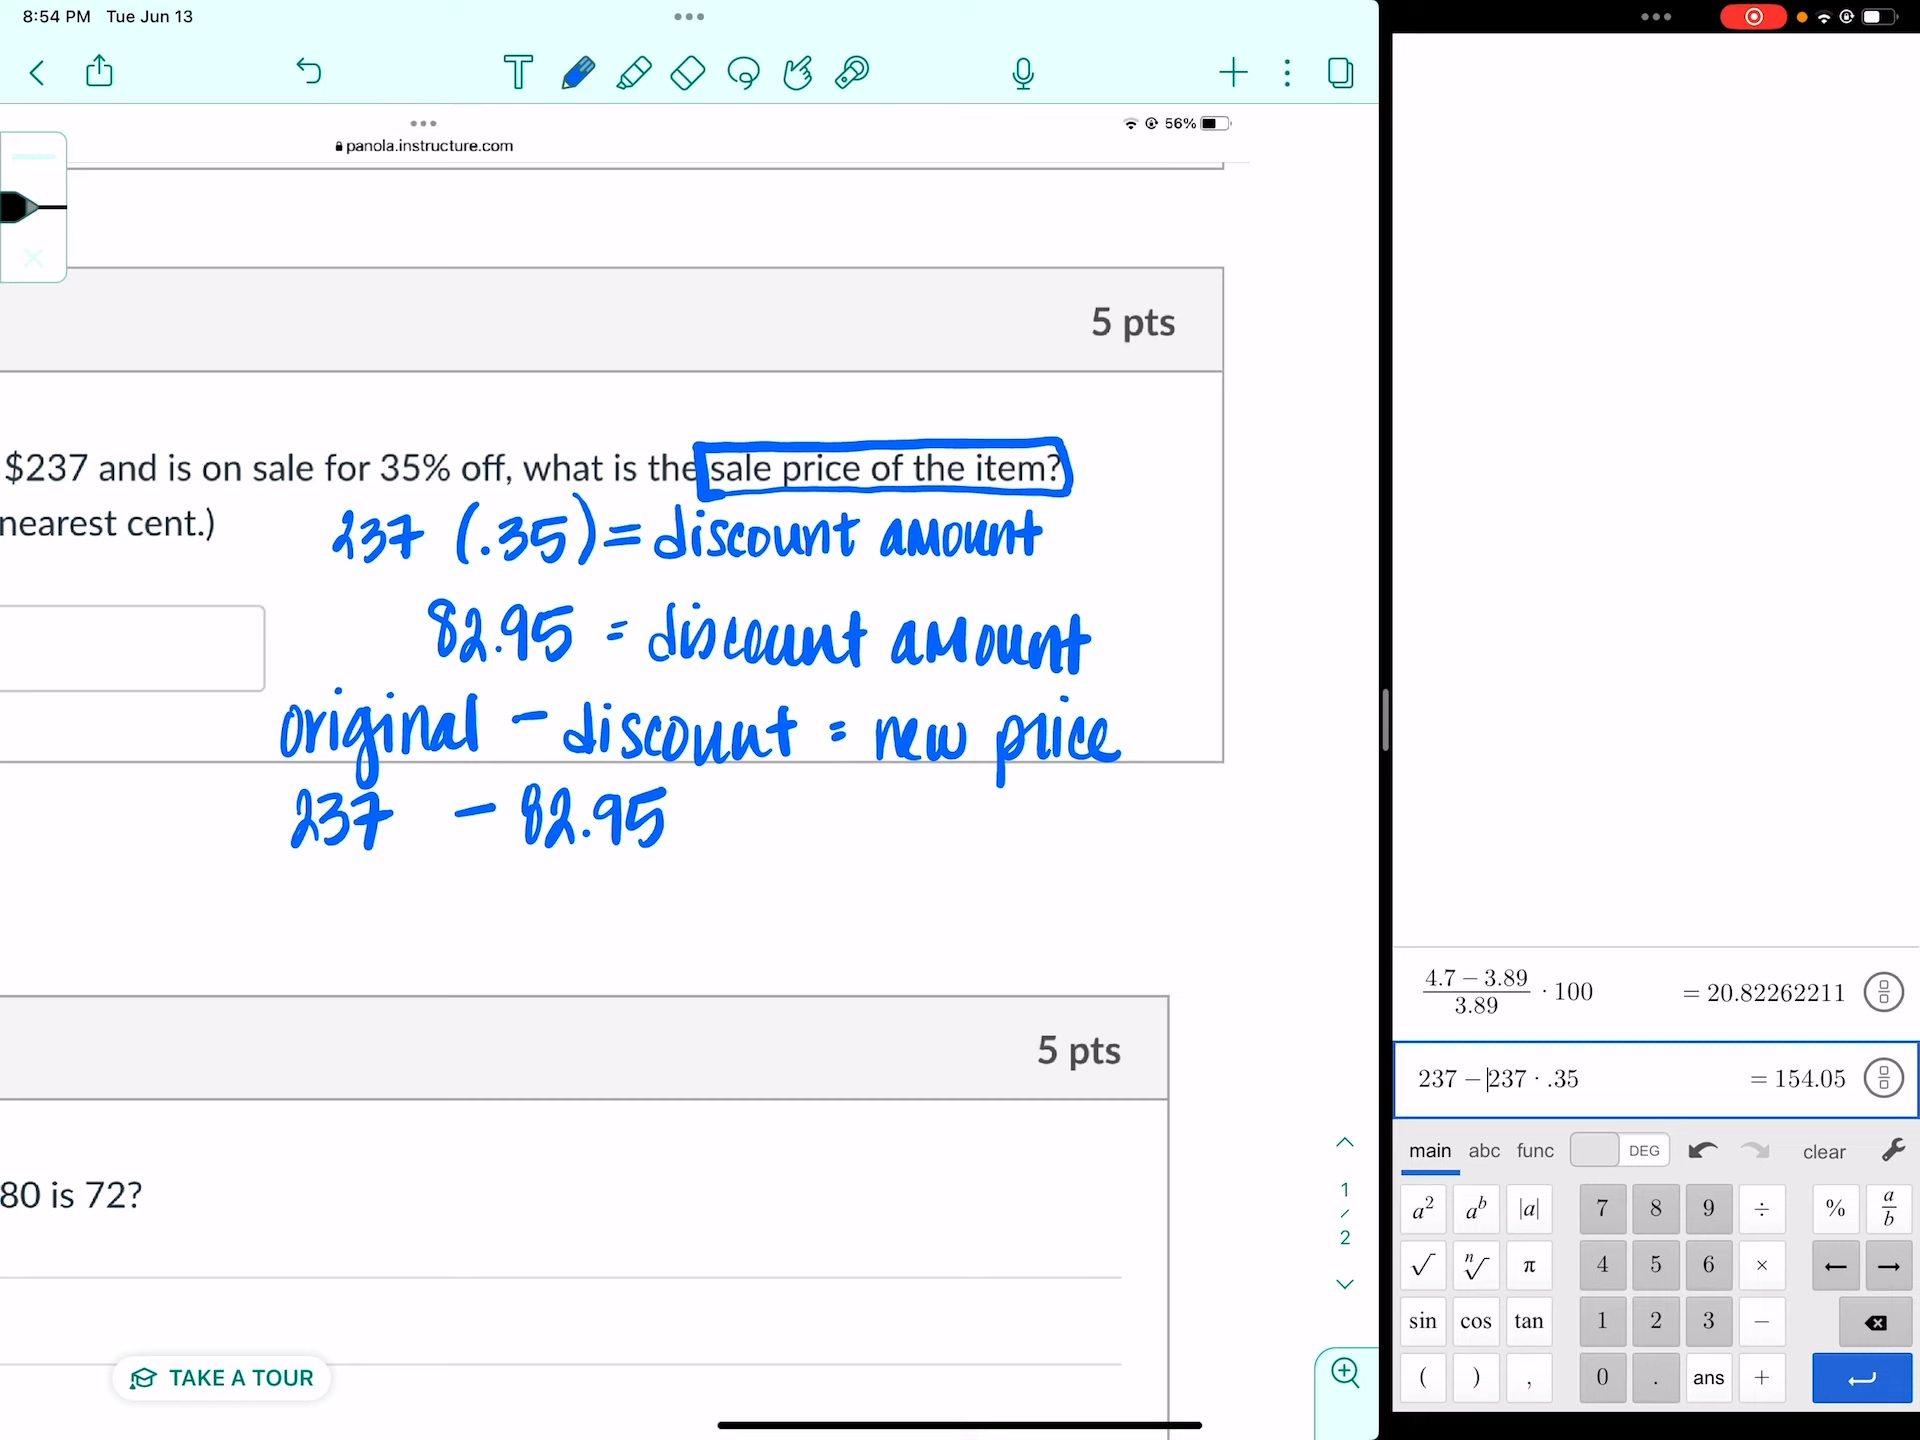 8:54 PM Tue Jun 13
56%
panola.instructure.com
5 pts
$237 and is on sale for 35% off, what is the sale price of the item?
nearest cent.)
237 (.35) = discount amount
82.95 = discount amount
original - discount = new price
237 - 82.95
5 pts
80 is 72?
TAKE A TOUR
1
/
2
4.7 − 3.89
3.89
· 100
= 20.82262211
237 − 237 · .35
= 154.05
main abc func DEG clear
a² aᵇ |a| 7 8 9 ÷ % a/b
√ ⁿ√ π 4 5 6 × ← →
sin cos tan 1 2 3 −
( ) , 0 . ans +